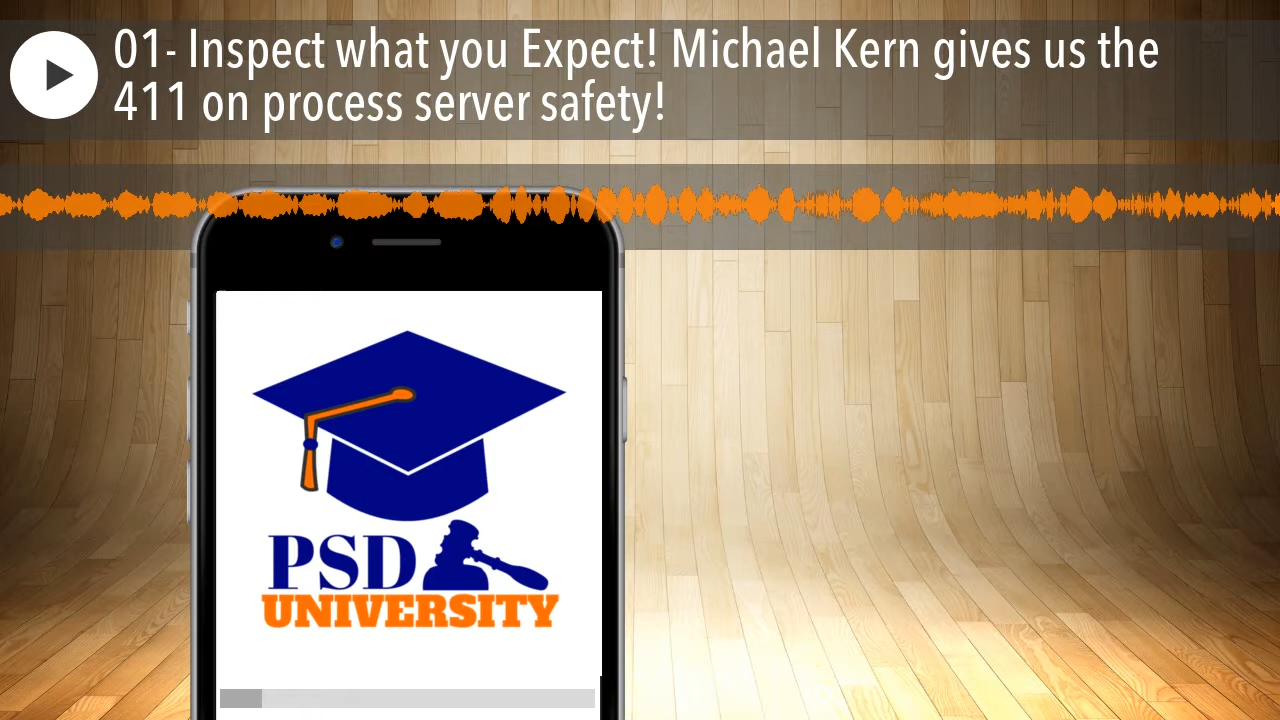 01- Inspect what you Expect! Michael Kern gives us the
411 on process server safety!
PSD
UNIVERSITY